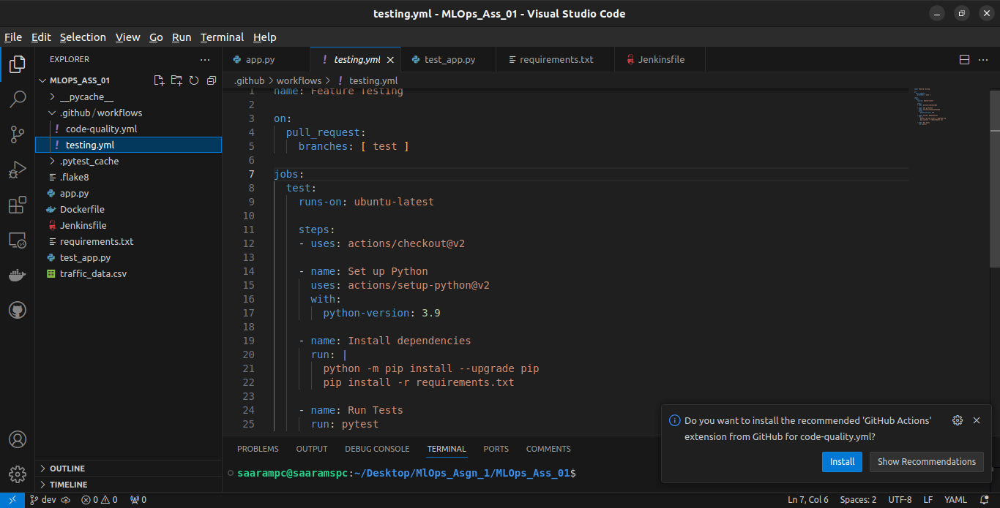 testing.yml - MLOps_Ass_01 - Visual Studio Code
File Edit Selection View Go Run Terminal Help
EXPLORER
MLOPS_ASS_01
__pycache__
.github/workflows
code-quality.yml
testing.yml
.pytest_cache
.flake8
app.py
Dockerfile
Jenkinsfile
requirements.txt
test_app.py
traffic_data.csv
OUTLINE
TIMELINE
app.py
! testing.yml
test_app.py
requirements.txt
Jenkinsfile
.github > workflows > ! testing.yml
1 name: Feature Testing
2
3 on:
4 pull_request:
5 branches: [ test ]
6
7 jobs:
8 test:
9 runs-on: ubuntu-latest
10
11 steps:
12 - uses: actions/checkout@v2
13
14 - name: Set up Python
15 uses: actions/setup-python@v2
16 with:
17 python-version: 3.9
18
19 - name: Install dependencies
20 run: |
21 python -m pip install --upgrade pip
22 pip install -r requirements.txt
23
24 - name: Run Tests
25 run: pytest
PROBLEMS OUTPUT DEBUG CONSOLE TERMINAL PORTS COMMENTS
saarampc@saaramspc:~/Desktop/MlOps_Asgn_1/MLOps_Ass_01$
Do you want to install the recommended 'GitHub Actions'
extension from GitHub for code-quality.yml?
Install Show Recommendations
dev 0 0 0 Ln 7, Col 6 Spaces: 2 UTF-8 LF YAML